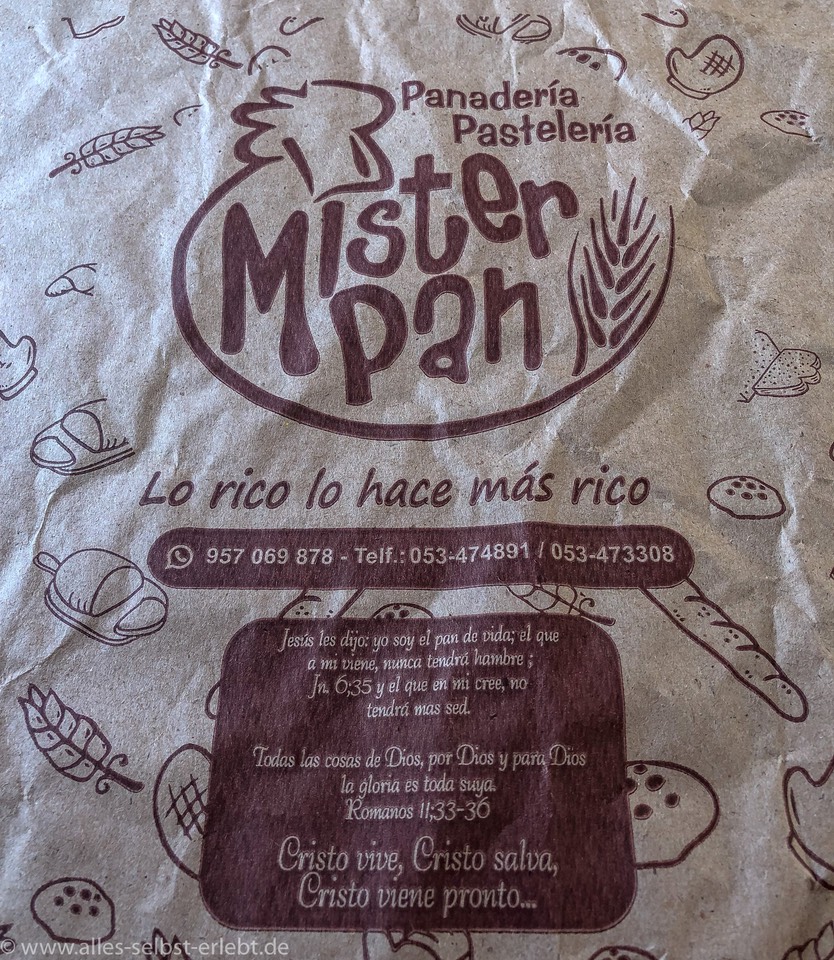 Panadería
Pastelería
Mister
pan
Lo rico lo hace más rico
957 069 878 - Telf.: 053-474891 / 053-473308
Jesús les dijo: yo soy el pan de vida; el que
a mi viene, nunca tendrá hambre ;
Jn. 6;35 y el que en mi cree, no
tendrá mas sed.
Todas las cosas de Dios, por Dios y para Dios
la gloria es toda suya.
Romanos 11;33-36
Cristo vive, Cristo salva,
Cristo viene pronto...
© www.alles-selbst-erlebt.de